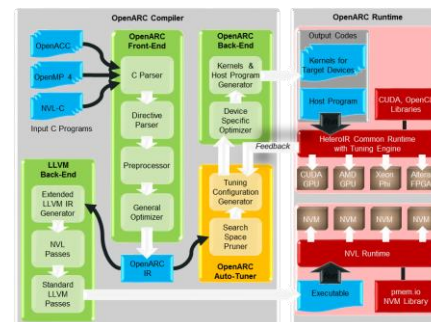 OpenARC Compiler
OpenARC Runtime
OpenACC
OpenMP 4
NVL-C
Input C Programs
OpenARC
Front-End
C Parser
Directive
Parser
Preprocessor
General
Optimizer
OpenARC
IR
OpenARC
Back-End
Kernels &
Host Program
Generator
Device
Specific
Optimizer
Feedback
Tuning
Configuration
Generator
Search
Space
Pruner
OpenARC
Auto-Tuner
LLVM
Back-End
Extended
LLVM IR
Generator
NVL
Passes
Standard
LLVM
Passes
Output Codes
Kernels for
Target Devices
Host Program
CUDA, OpenCL
Libraries
HeteroIR Common Runtime
with Tuning Engine
CUDA
GPU
AMD
GPU
Xeon
Phi
Altera
FPGA
NVM
NVM
NVM
NVM
NVL Runtime
Executable
pmem.io
NVM Library